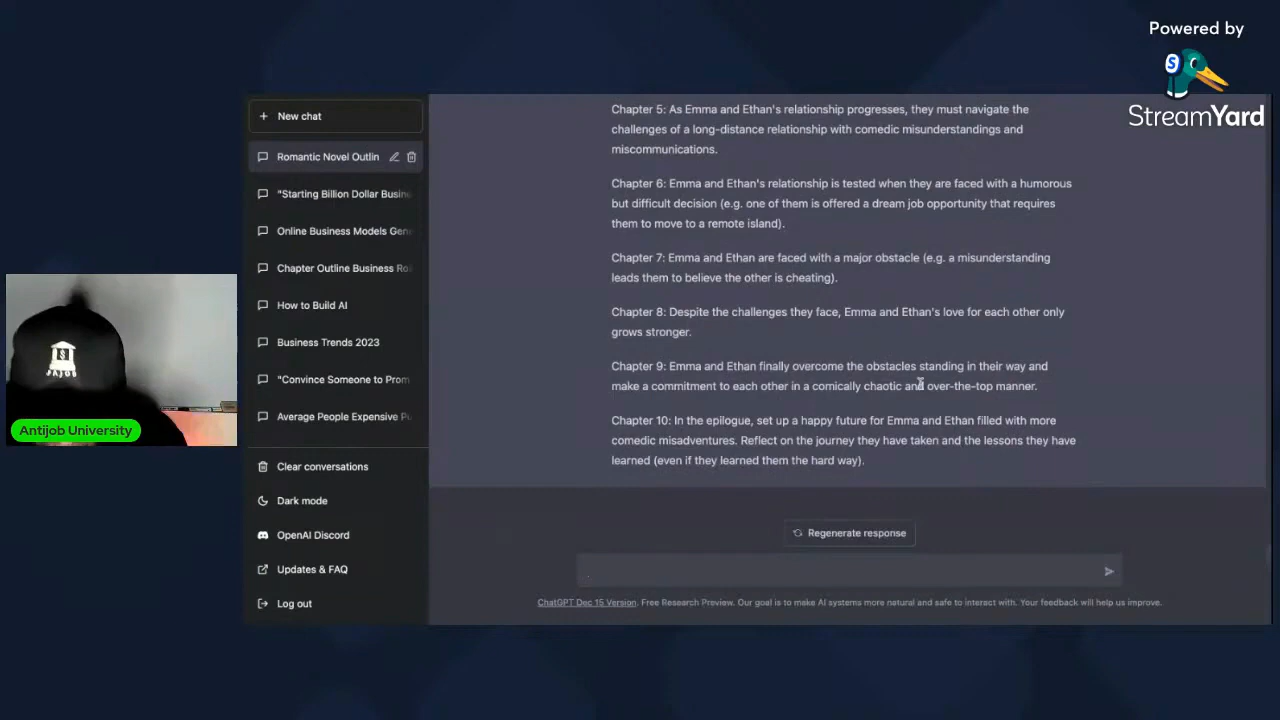 Powered by
StreamYard
+ New chat
Romantic Novel Outlin
"Starting Billion Dollar Busin
Online Business Models Gen
Chapter Outline Business Ro
How to Build AI
Business Trends 2023
"Convince Someone to Prom
Average People Expensive Pu
Clear conversations
Dark mode
OpenAI Discord
Updates & FAQ
Log out
Chapter 5: As Emma and Ethan's relationship progresses, they must navigate the
challenges of a long-distance relationship with comedic misunderstandings and
miscommunications.
Chapter 6: Emma and Ethan's relationship is tested when they are faced with a humorous
but difficult decision (e.g. one of them is offered a dream job opportunity that requires
them to move to a remote island).
Chapter 7: Emma and Ethan are faced with a major obstacle (e.g. a misunderstanding
leads them to believe the other is cheating).
Chapter 8: Despite the challenges they face, Emma and Ethan's love for each other only
grows stronger.
Chapter 9: Emma and Ethan finally overcome the obstacles standing in their way and
make a commitment to each other in a comically chaotic and over-the-top manner.
Chapter 10: In the epilogue, set up a happy future for Emma and Ethan filled with more
comedic misadventures. Reflect on the journey they have taken and the lessons they have
learned (even if they learned them the hard way).
Regenerate response
ChatGPT Dec 15 Version. Free Research Preview. Our goal is to make AI systems more natural and safe to interact with. Your feedback will help us improve.
Antijob University